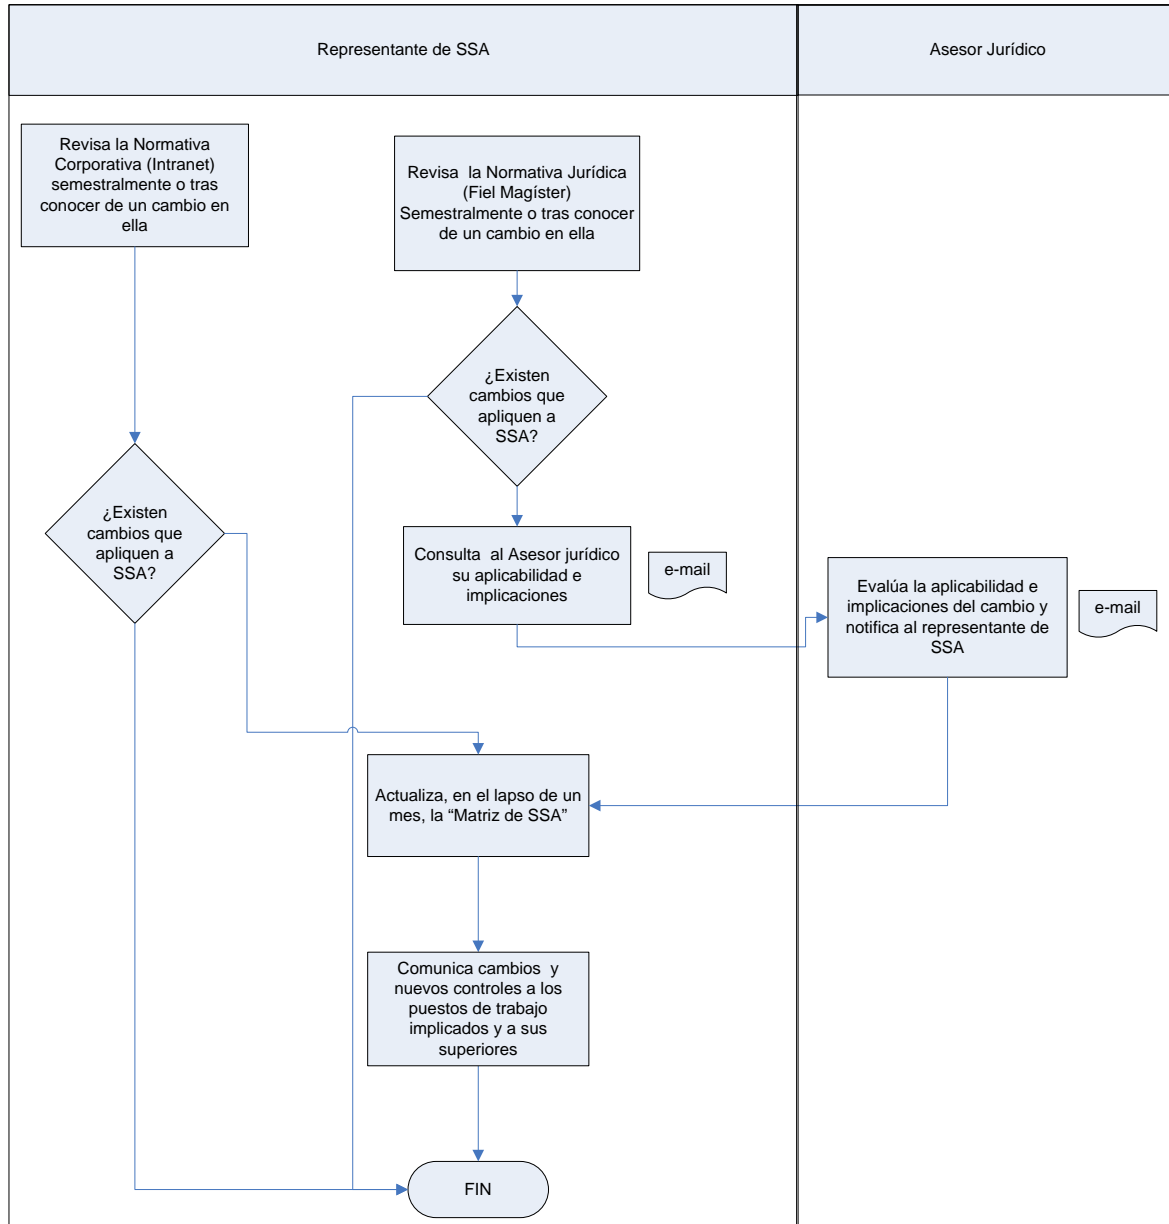 Representante de SSA
Asesor Jurídico
Revisa la Normativa
Corporativa (Intranet)
semestralmente o tras
conocer de un cambio en
ella
Revisa la Normativa Jurídica
(Fiel Magíster)
Semestralmente o tras conocer
de un cambio en ella
¿Existen
cambios que
apliquen a
SSA?
¿Existen
cambios que
apliquen a
SSA?
Consulta al Asesor jurídico
su aplicabilidad e
implicaciones
e-mail
Evalúa la aplicabilidad e
implicaciones del cambio y
notifica al representante de
SSA
e-mail
Actualiza, en el lapso de un
mes, la “Matriz de SSA”
Comunica cambios y
nuevos controles a los
puestos de trabajo
implicados y a sus
superiores
FIN